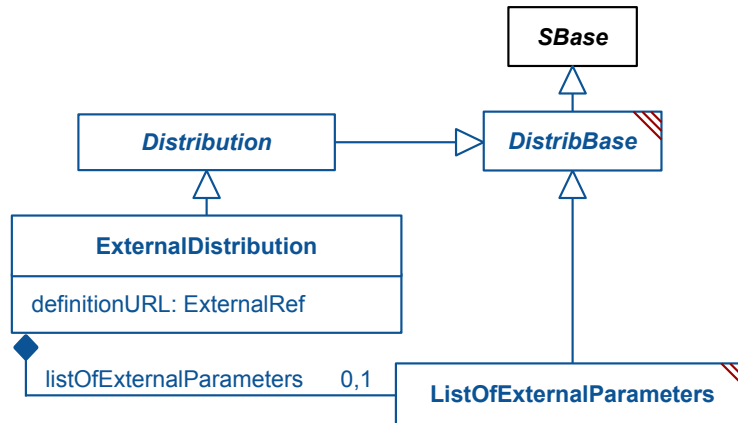 SBase
Distribution
DistribBase
ExternalDistribution
definitionURL: ExternalRef
listOfExternalParameters 0,1
ListOfExternalParameters